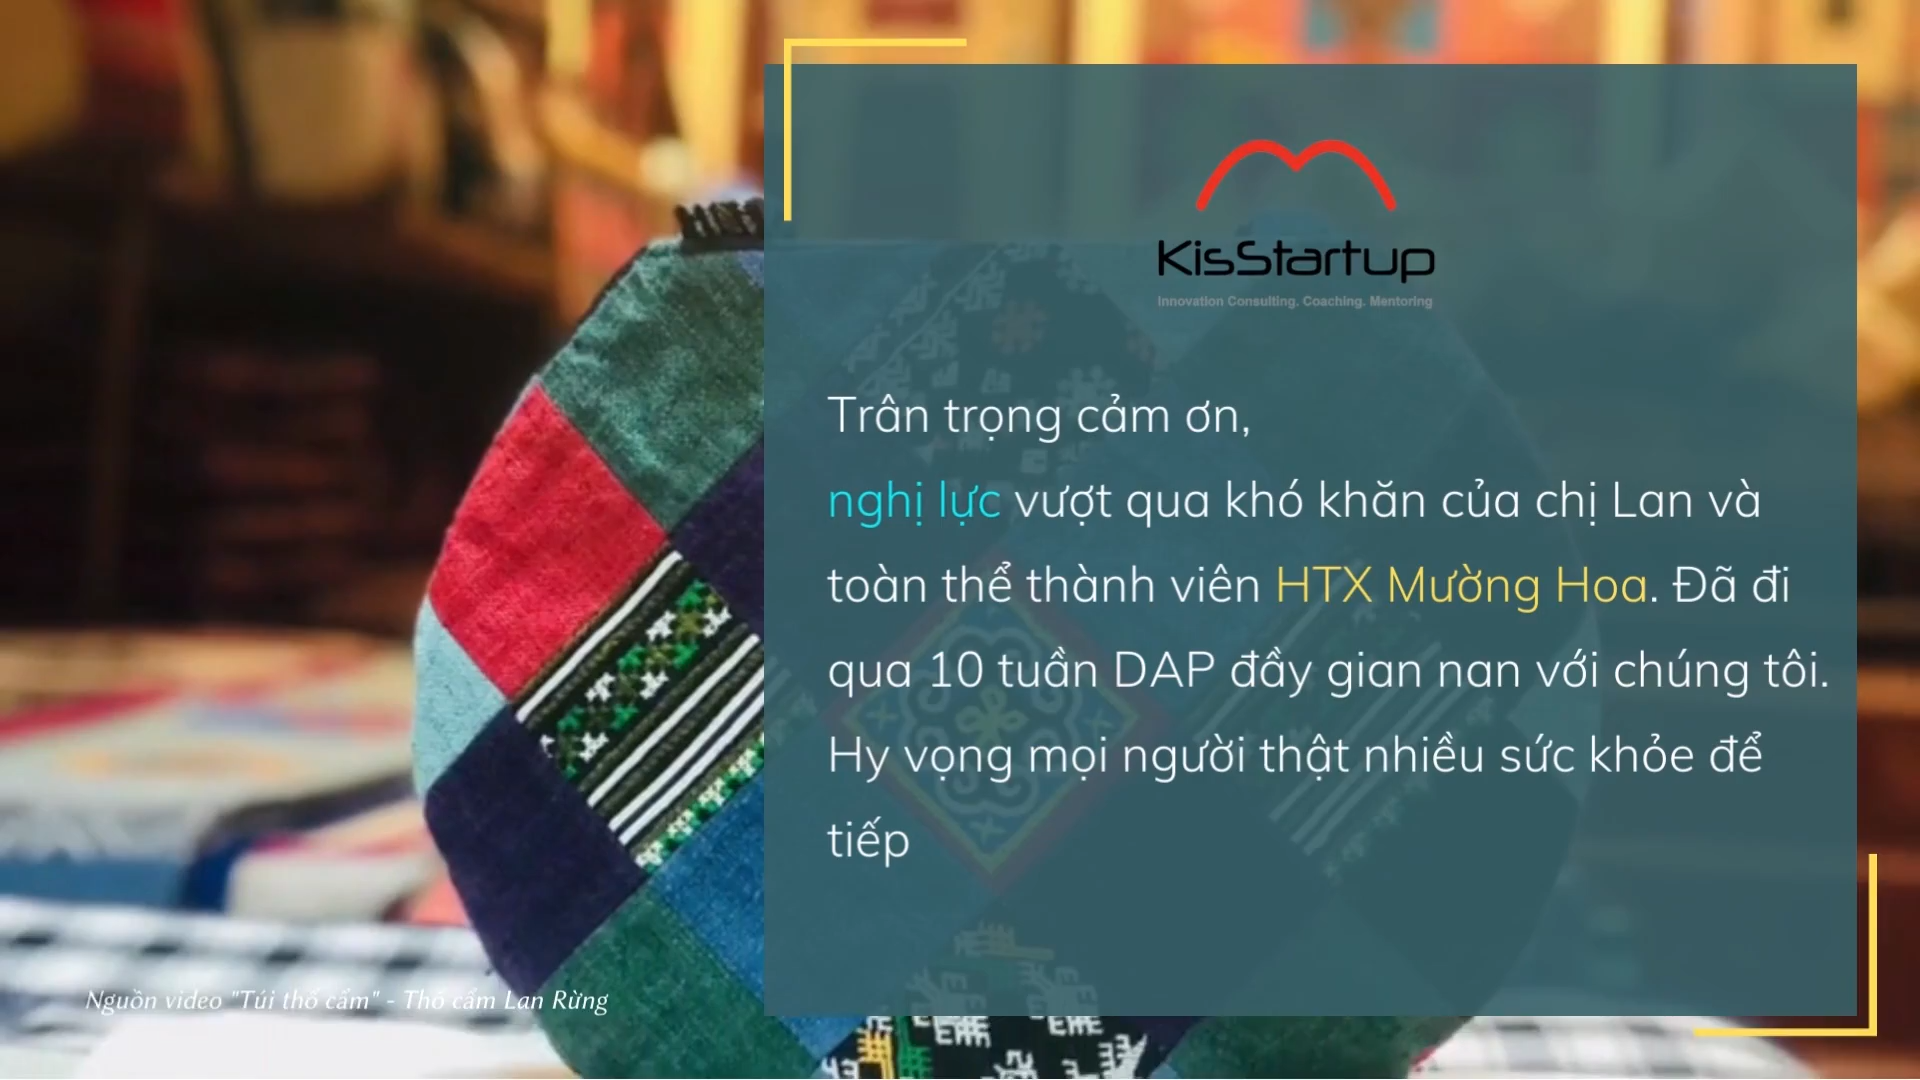 KisStartup
Innovation Consulting. Coaching. Mentoring
Trân trọng cảm ơn,
nghị lực vượt qua khó khăn của chị Lan và
toàn thể thành viên HTX Mường Hoa. Đã đi
qua 10 tuần DAP đầy gian nan với chúng tôi.
Hy vọng mọi người thật nhiều sức khỏe để
tiếp
Nguồn video "Túi thổ cẩm" - Thổ cẩm Lan Rừng